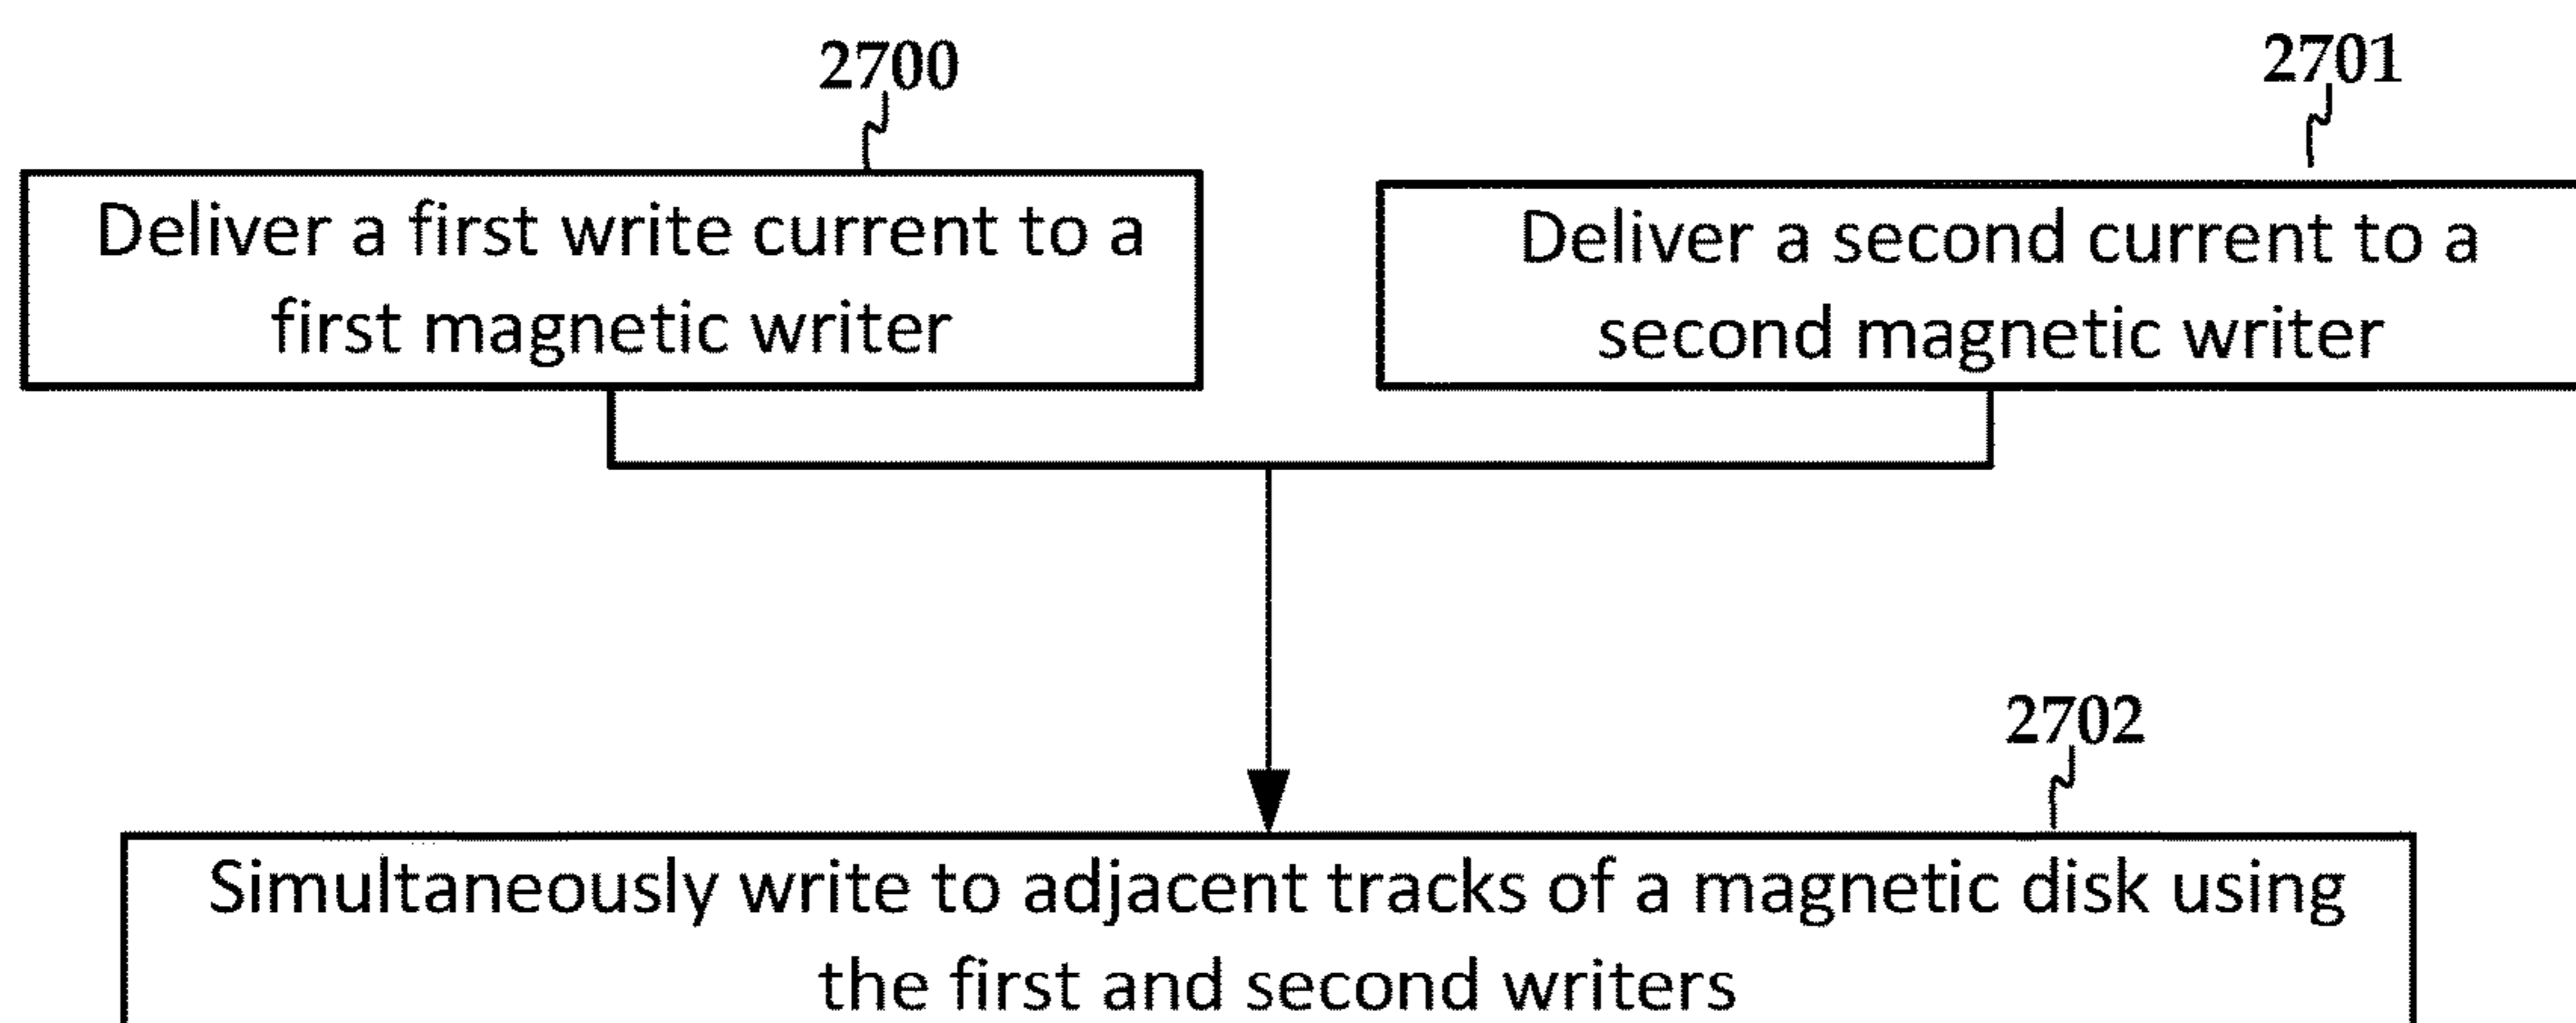 2700
2701
Deliver a first write current to a
first magnetic writer
Deliver a second current to a
second magnetic writer
2702
Simultaneously write to adjacent tracks of a magnetic disk using
the first and second writers